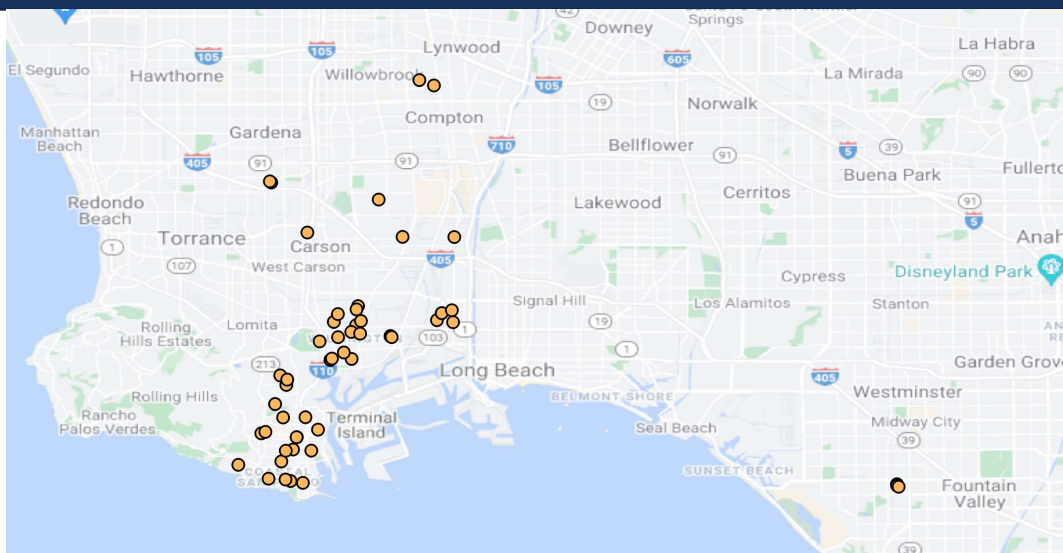 42
Springs
Downey
Lynwood
La Habra
105
105
605
El Segundo
Hawthorne
Willowbrook
La Mirada
90
90
105
19
Norwalk
Compton
Manhattan
Beach
Gardena
710
Bellflower
5
39
405
91
91
91
Buena Park
Fullerto
Redondo
Beach
Lakewood
Cerritos
91
5
Torrance
Carson
Anah
1
107
West Carson
405
Cypress
Disneyland Park
Signal Hill
Los Alamitos
Stanton
Rolling
Hills Estates
Lomita
19
103
1
1
213
110
Long Beach
Garden Grove
405
Rolling Hills
BELMONT SHORE
Westminster
Rancho
Palos Verdes
Terminal
Island
Seal Beach
Midway City
39
SUNSET BEACH
COASTAL
Fountain
Valley
39